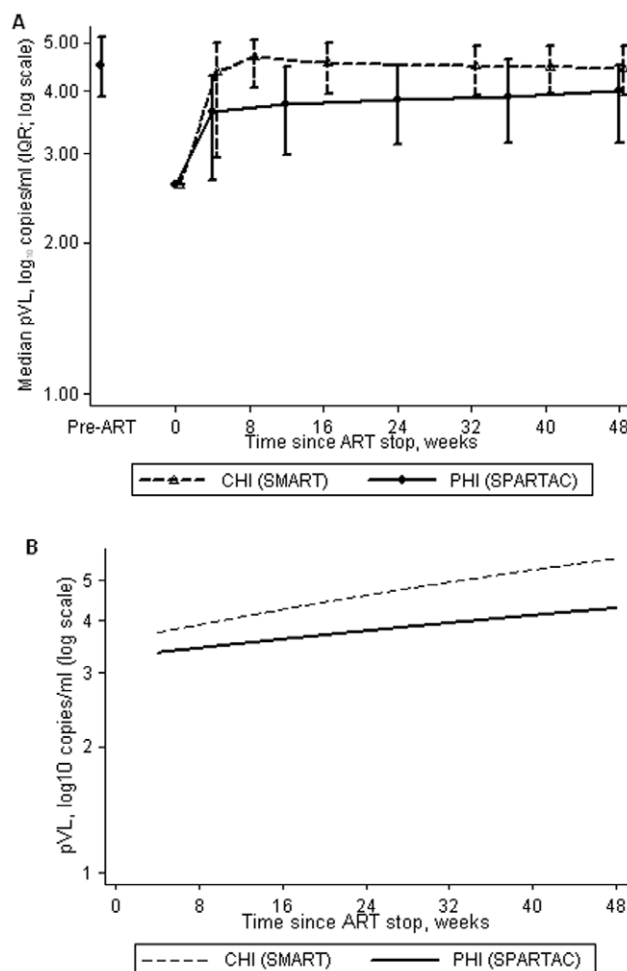 A
5.00
4.00
3.00
2.00
1.00
Median pVL, log₁₀ copies/ml (IQR; log scale)
Pre-ART 0 8 16 24 32 40 48
Time since ART stop, weeks
CHI (SMART) PHI (SPARTAC)
B
5
4
3
2
1
pVL, log10 copies/ml (log scale)
0 8 16 24 32 40 48
Time since ART stop, weeks
CHI (SMART) PHI (SPARTAC)